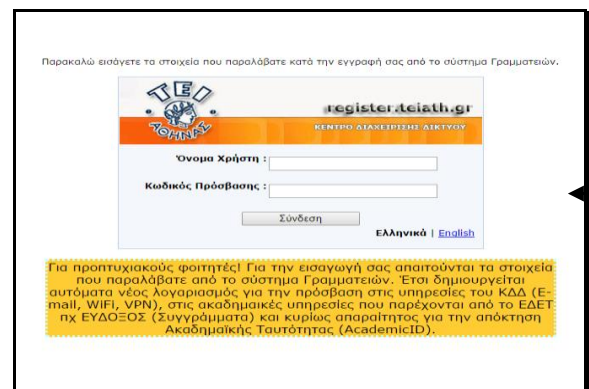 Παρακαλώ εισάγετε τα στοιχεία που παραλάβατε κατά την εγγραφή σας από το σύστημα Γραμματειών.
ΤΕΙ
ΑΘΗΝΑΣ
register.teiath.gr
ΚΕΝΤΡΟ ΔΙΑΧΕΙΡΙΣΗΣ ΔΙΚΤΥΟΥ
Όνομα Χρήστη :
Κωδικός Πρόσβασης :
Σύνδεση
Ελληνικά | English
Για προπτυχιακούς φοιτητές! Για την εισαγωγή σας απαιτούνται τα στοιχεία
που παραλάβατε από το σύστημα Γραμματειών. Έτσι δημιουργείται
αυτόματα νέος λογαριασμός για την πρόσβαση στις υπηρεσίες του ΚΔΔ (E-
mail, WiFi, VPN), στις ακαδημαικές υπηρεσίες που παρέχονται από το ΕΔΕΤ
πχ ΕΥΔΟΞΟΣ (Συγγράμματα) και κυρίως απαραίτητος για την απόκτηση
Ακαδημαϊκής Ταυτότητας (AcademicID).